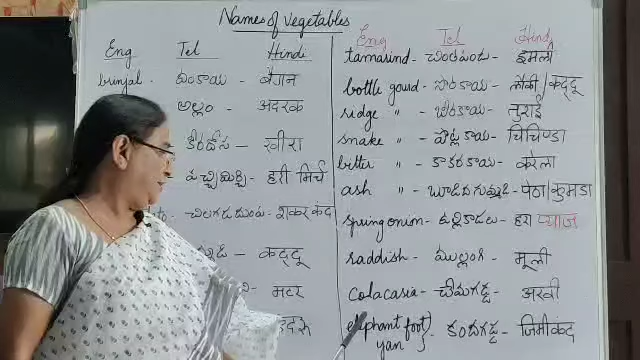 Names of vegetables
Eng Tel Hindi
brinjal - వంకాయ - बैगन
అల్లం - अदरक
కీరదోస - खीरा
పచ్చిమిర్చి - हरी मिर्च
చిలగడదుంప - शकरकंद
कद्दू
मटर
Eng Tel Hindi
tamarind - చింతపండు - इमली
bottle gourd - సొరకాయ - लौकी/कद्दू
ridge " - బీరకాయ - तुराई
snake " - పొట్లకాయ - चिचिण्डा
bitter " - కాకరకాయ - करेला
ash " - బూడిదగుమ్మడి - पेठा/कुमडा
spring onion - ఉల్లికాడలు - हरा प्याज
raddish - ముల్లంగి - मूली
colacasia - చేమగడ్డ - अरबी
elephant foot} - కందగడ్డ - जिमीकंद
yan